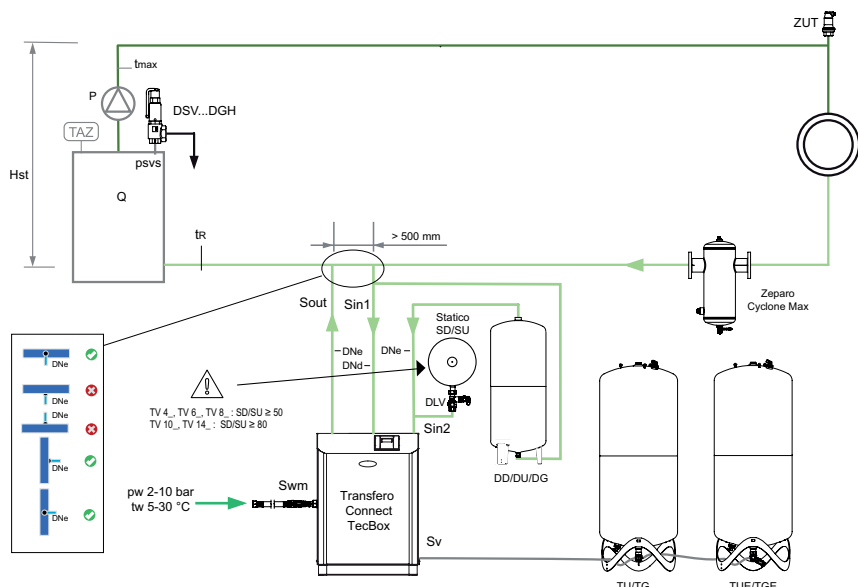 ZUT
tmax
P
DSV...DGH
TAZ
psvs
Hst
Q
tR
> 500 mm
Zeparo
Cyclone Max
Sout
Sin1
Statico
SD/SU
DNe
DNe
DNd
DNe
DNe
DNe
DLV
TV 4_, TV 6_, TV 8_ : SD/SU ≥ 50
TV 10_, TV 14_ : SD/SU ≥ 80
Sin2
DNe
DD/DU/DG
pw 2-10 bar
tw 5-30 °C
Swm
Transfero
Connect
TecBox
DNe
Sv
TU/TG
TUE/TGE